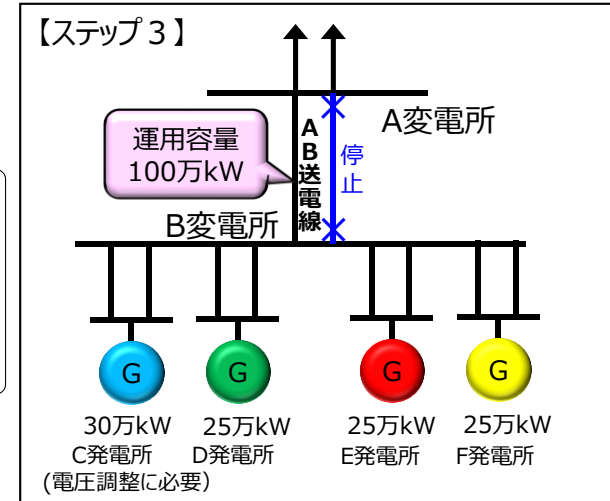 【ステップ３】
A変電所
運用容量
100万kW
AB送電線
停止
B変電所
G
G
G
G
30万kW
25万kW
25万kW
25万kW
C発電所
D発電所
E発電所
F発電所
(電圧調整に必要)